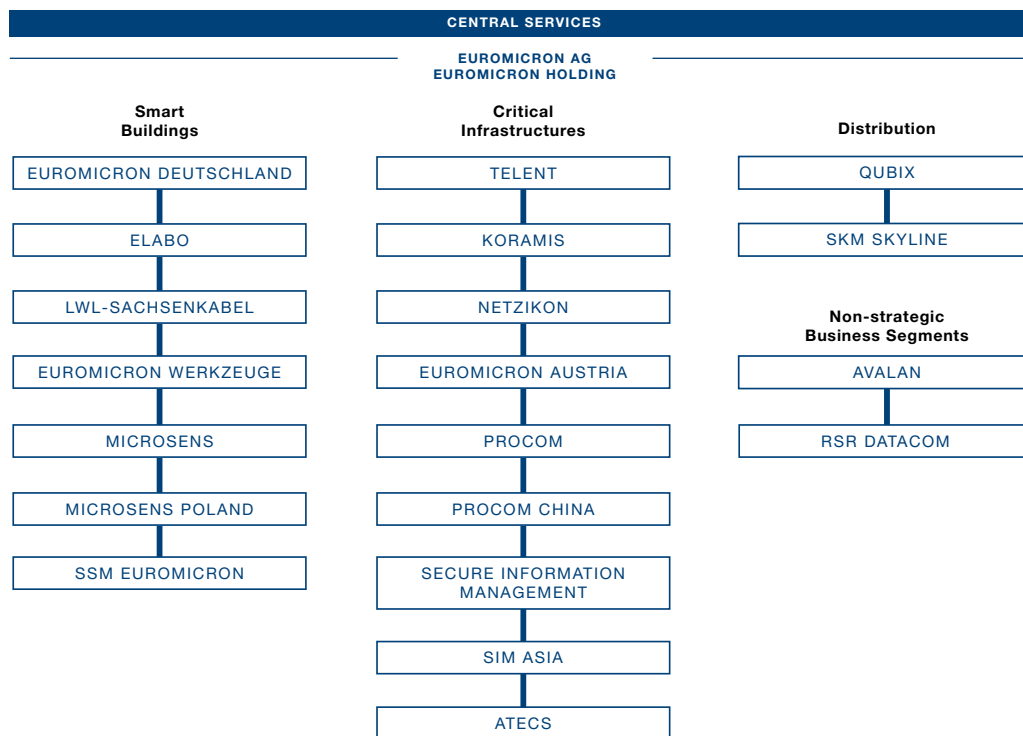 CENTRAL SERVICES
EUROMICRON AG
EUROMICRON HOLDING
Smart
Buildings
EUROMICRON DEUTSCHLAND
ELABO
LWL-SACHSENKABEL
EUROMICRON WERKZEUGE
MICROSENS
MICROSENS POLAND
SSM EUROMICRON
Critical
Infrastructures
TELENT
KORAMIS
NETZIKON
EUROMICRON AUSTRIA
PROCOM
PROCOM CHINA
SECURE INFORMATION
MANAGEMENT
SIM ASIA
ATECS
Distribution
QUBIX
SKM SKYLINE
Non-strategic
Business Segments
AVALAN
RSR DATACOM